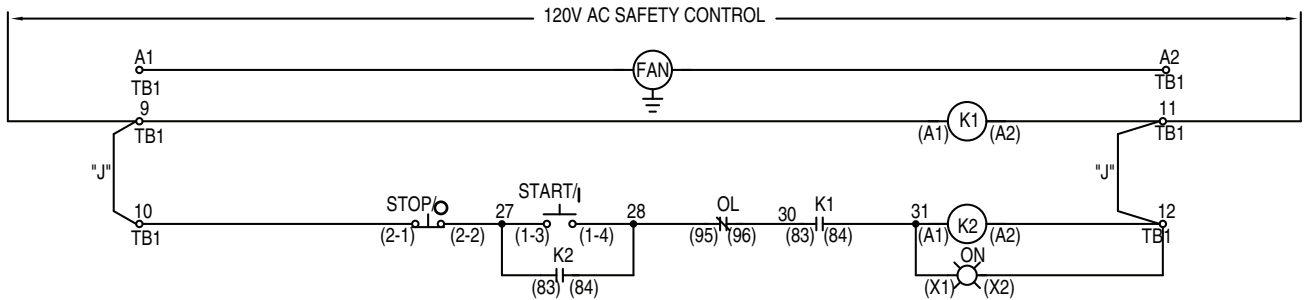 120V AC SAFETY CONTROL
A1 A2
FAN
TB1 TB1
9 11
K1
TB1 (A1) (A2) TB1
"J" "J"
STOP/O START/I
10 27 28 OL 30 K1 31 12
K2
TB1 (2-1) (2-2) (1-3) (1-4) (95) (96) (83) (84) (A1) (A2) TB1
K2 ON
(83) (84) (X1) (X2)